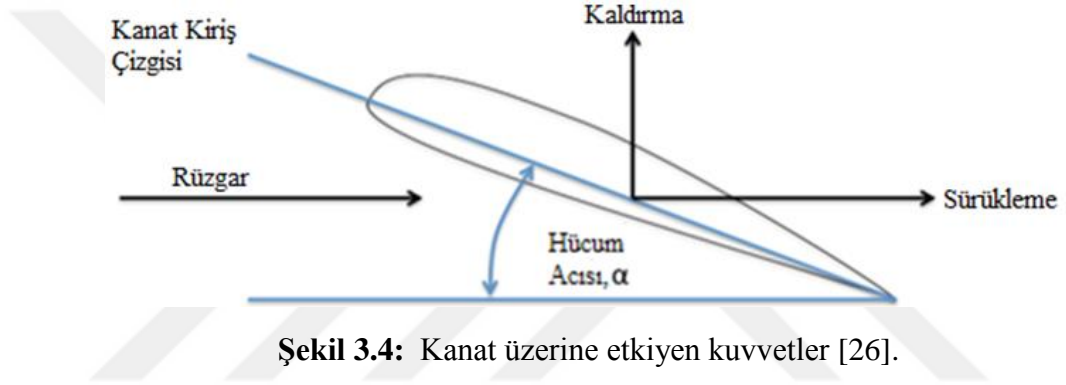 Kaldırma
Kanat Kiriş
Çizgisi
Rüzgar
Sürükleme
Hücum
Acısı, α
Şekil 3.4: Kanat üzerine etkiyen kuvvetler [26].